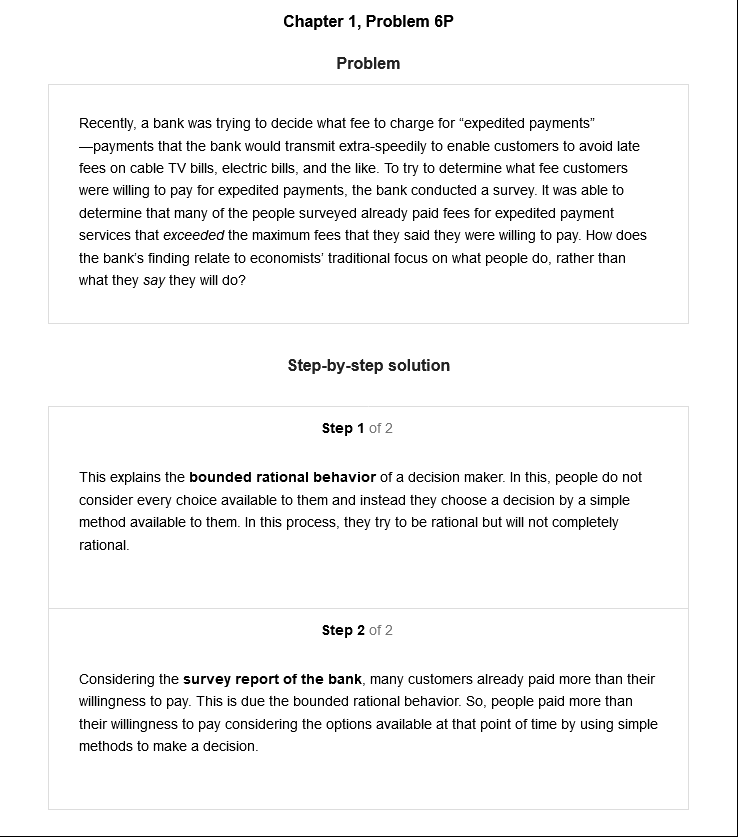 Chapter 1, Problem 6P
Problem
Recently, a bank was trying to decide what fee to charge for “expedited payments”
—payments that the bank would transmit extra-speedily to enable customers to avoid late
fees on cable TV bills, electric bills, and the like. To try to determine what fee customers
were willing to pay for expedited payments, the bank conducted a survey. It was able to
determine that many of the people surveyed already paid fees for expedited payment
services that exceeded the maximum fees that they said they were willing to pay. How does
the bank’s finding relate to economists’ traditional focus on what people do, rather than
what they say they will do?
Step-by-step solution
Step 1 of 2
This explains the bounded rational behavior of a decision maker. In this, people do not
consider every choice available to them and instead they choose a decision by a simple
method available to them. In this process, they try to be rational but will not completely
rational.
Step 2 of 2
Considering the survey report of the bank, many customers already paid more than their
willingness to pay. This is due the bounded rational behavior. So, people paid more than
their willingness to pay considering the options available at that point of time by using simple
methods to make a decision.